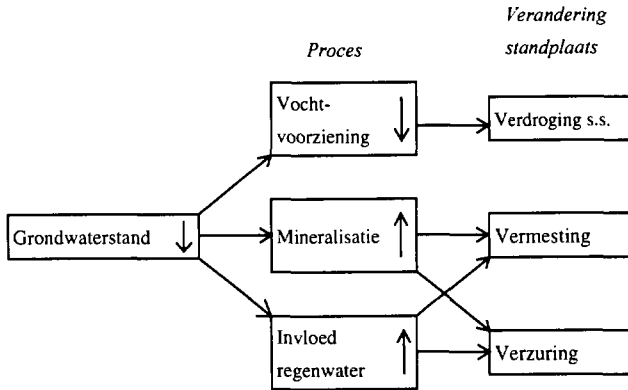 Verandering
Proces
standplaats
Vocht-
voorziening
Verdroging s.s.
Grondwaterstand
Mineralisatie
Vermesting
Invloed
regenwater
Verzuring